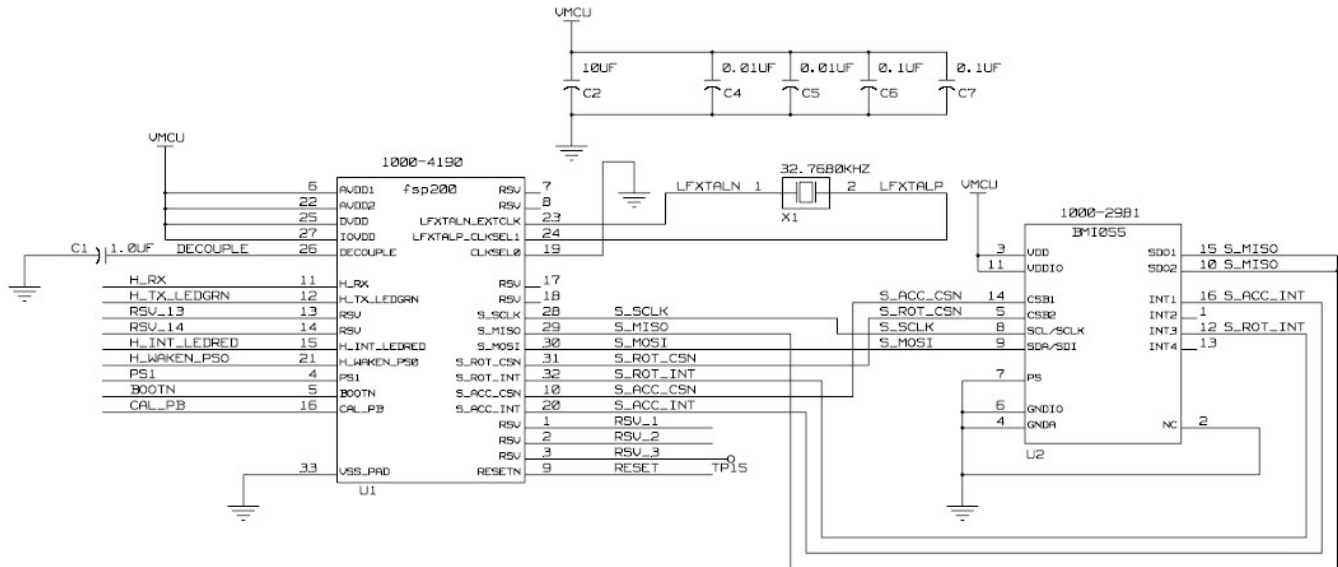 VMCU
10UF 0.01UF 0.01UF 0.1UF 0.1UF
C2 C4 C5 C6 C7
VMCU
1000-4190
fsp200
6 AVDD1 RSV 7
22 AVDD2 RSV 8
25 DVDD LFXTALN_EXTCLK 23
27 IOVDD LFXTALP_CLKSEL1 24
C1 1.0UF DECOUPLE 26 DECOUPLE CLKSEL0 19
H_RX 11 H_RX RSV 17
H_TX_LEDGRN 12 H_TX_LEDGRN RSV 18
RSV_13 13 RSV S_SCLK 28 S_SCLK
RSV_14 14 RSV S_MISO 29 S_MISO
H_INT_LEDRED 15 H_INT_LEDRED S_MOSI 30 S_MOSI
H_WAKEN_PS0 21 H_WAKEN_PS0 S_ROT_CSN 31 S_ROT_CSN
PS1 4 PS1 S_ROT_INT 32 S_ROT_INT
BOOTN 5 BOOTN S_ACC_CSN 10 S_ACC_CSN
CAL_PB 16 CAL_PB S_ACC_INT 20 S_ACC_INT
RSV 1 RSV_1
RSV 2 RSV_2
RSV 3 RSV_3
33 VSS_PAD RESETN 9 RESET TP15
U1
32.7680KHZ
LFXTALN 1 2 LFXTALP
X1
VMCU
1000-2981
BMI055
3 VDD SDO1 15 S_MISO
11 VDDIO SDO2 10 S_MISO
S_ACC_CSN 14 CSB1 INT1 16 S_ACC_INT
S_ROT_CSN 5 CSB2 INT2 1
S_SCLK 8 SCL/SCLK INT3 12 S_ROT_INT
S_MOSI 9 SDA/SDI INT4 13
7 PS
6 GNDIO
4 GNDA NC 2
U2